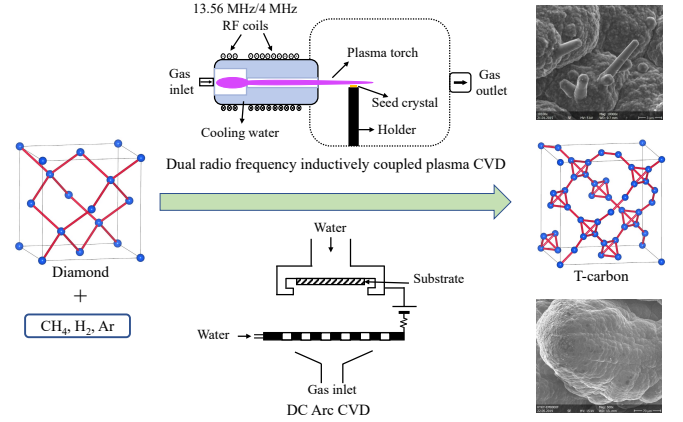 13.56 MHz/4 MHz
RF coils
Plasma torch
Gas
inlet
Gas
outlet
Seed crystal
Cooling water
Holder
Dual radio frequency inductively coupled plasma CVD
Diamond
+
CH₄, H₂, Ar
Water
Substrate
Water
Gas inlet
DC Arc CVD
T-carbon